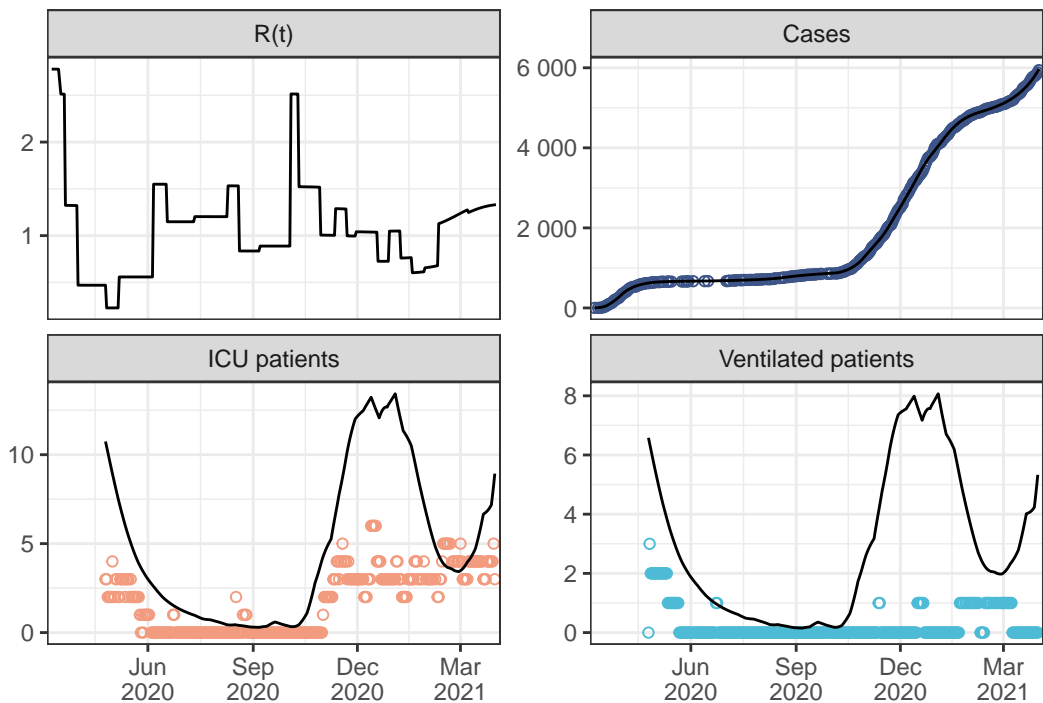 R(t)
Cases
2
1
6 000
4 000
2 000
0
ICU patients
Ventilated patients
10
5
0
8
6
4
2
0
Jun
2020
Sep
2020
Dec
2020
Mar
2021
Jun
2020
Sep
2020
Dec
2020
Mar
2021